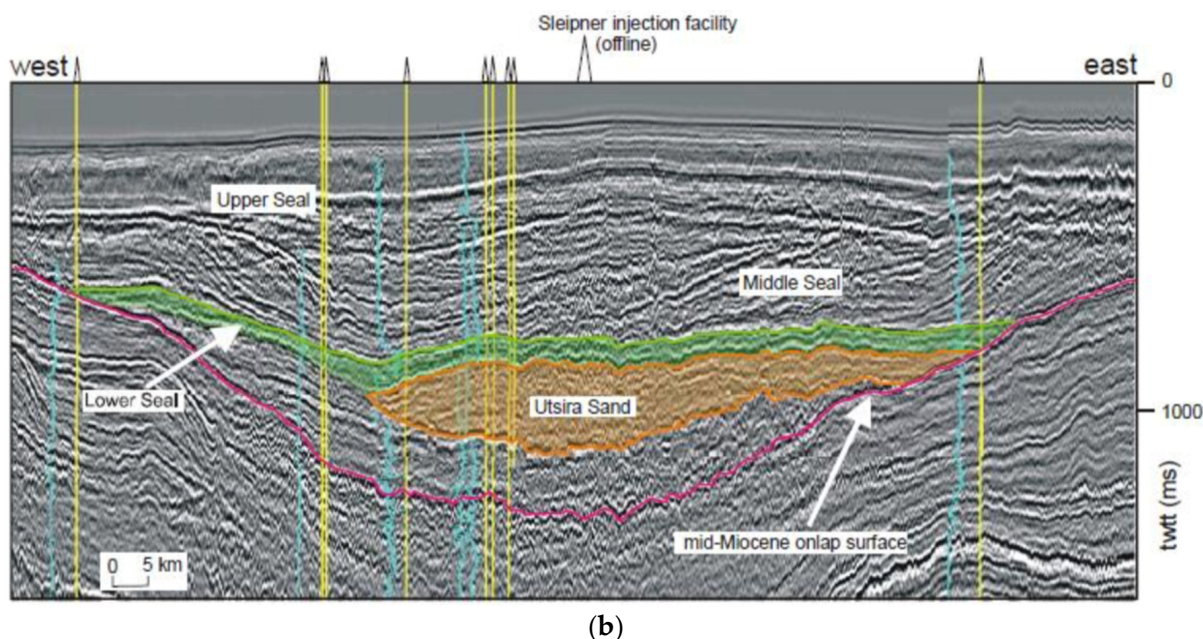 Sleipner injection facility
(offline)
west
east
0
Upper Seal
Middle Seal
Lower Seal
Utsira Sand
1000
twtt (ms)
mid-Miocene onlap surface
0 5 km
(b)